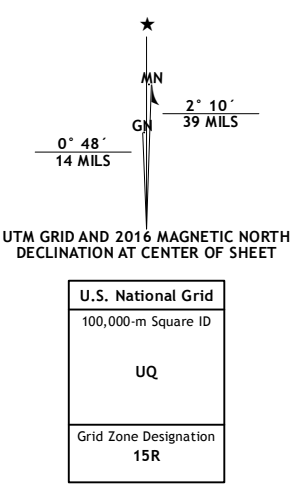 ★
MN
2° 10´
39 MILS
GN
0° 48´
14 MILS
UTM GRID AND 2016 MAGNETIC NORTH
DECLINATION AT CENTER OF SHEET
U.S. National Grid
100,000-m Square ID
UQ
Grid Zone Designation
15R